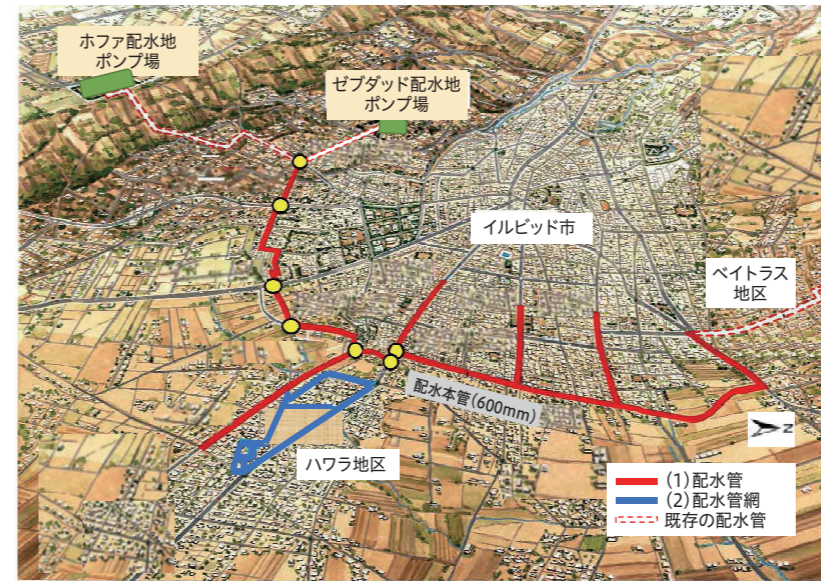 ホファ配水地
ポンプ場
ゼブダッド配水地
ポンプ場
イルビッド市
ベイトラス
地区
配水本管(600mm)
ハワラ地区
N
(1)配水管
(2)配水管網
既存の配水管